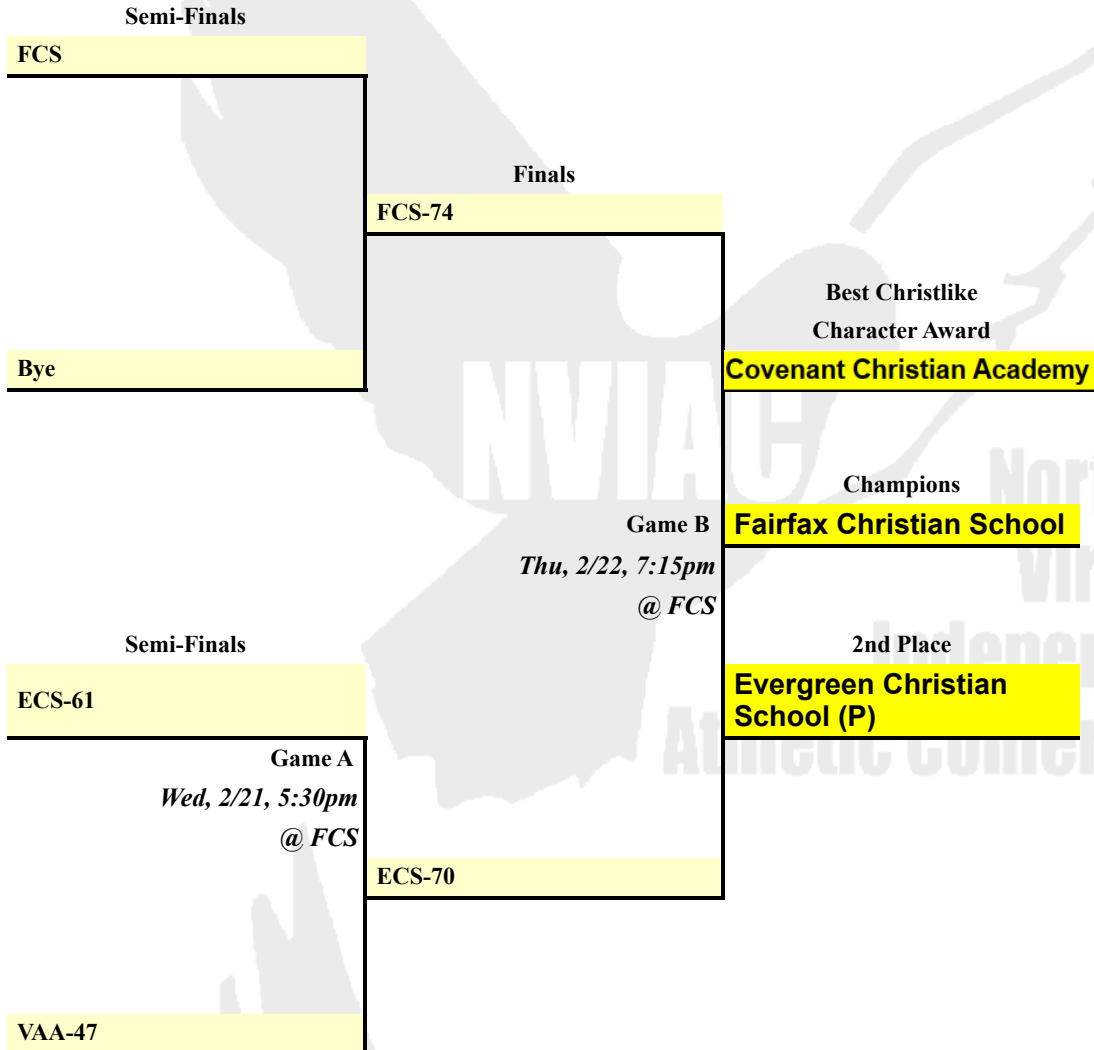 Semi-Finals
FCS
Finals
FCS-74
Best Christlike
Character Award
Bye
Covenant Christian Academy
NVIAC
Champions
Game B
Fairfax Christian School
Thu, 2/22, 7:15pm
@ FCS
Semi-Finals
2nd Place
ECS-61
Evergreen Christian
School (P)
Game A
Wed, 2/21, 5:30pm
@ FCS
ECS-70
VAA-47